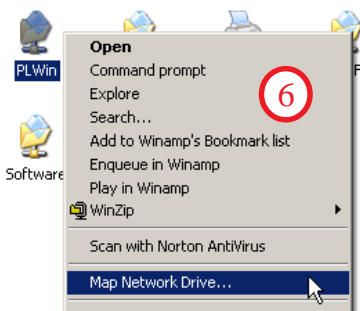 PLWin
Open
Command prompt
Explore
Search...
Add to Winamp's Bookmark list
Enqueue in Winamp
Play in Winamp
WinZip
Scan with Norton AntiVirus
Map Network Drive...
6
F
Software